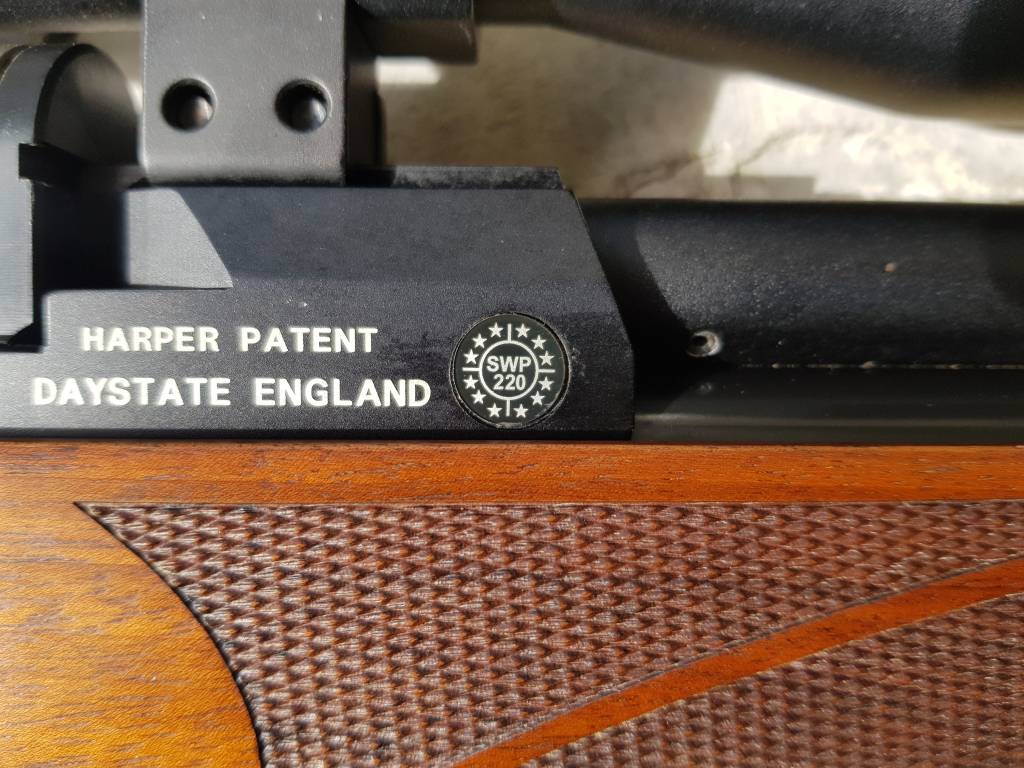 HARPER PATENT
DAYSTATE ENGLAND
SWP
220